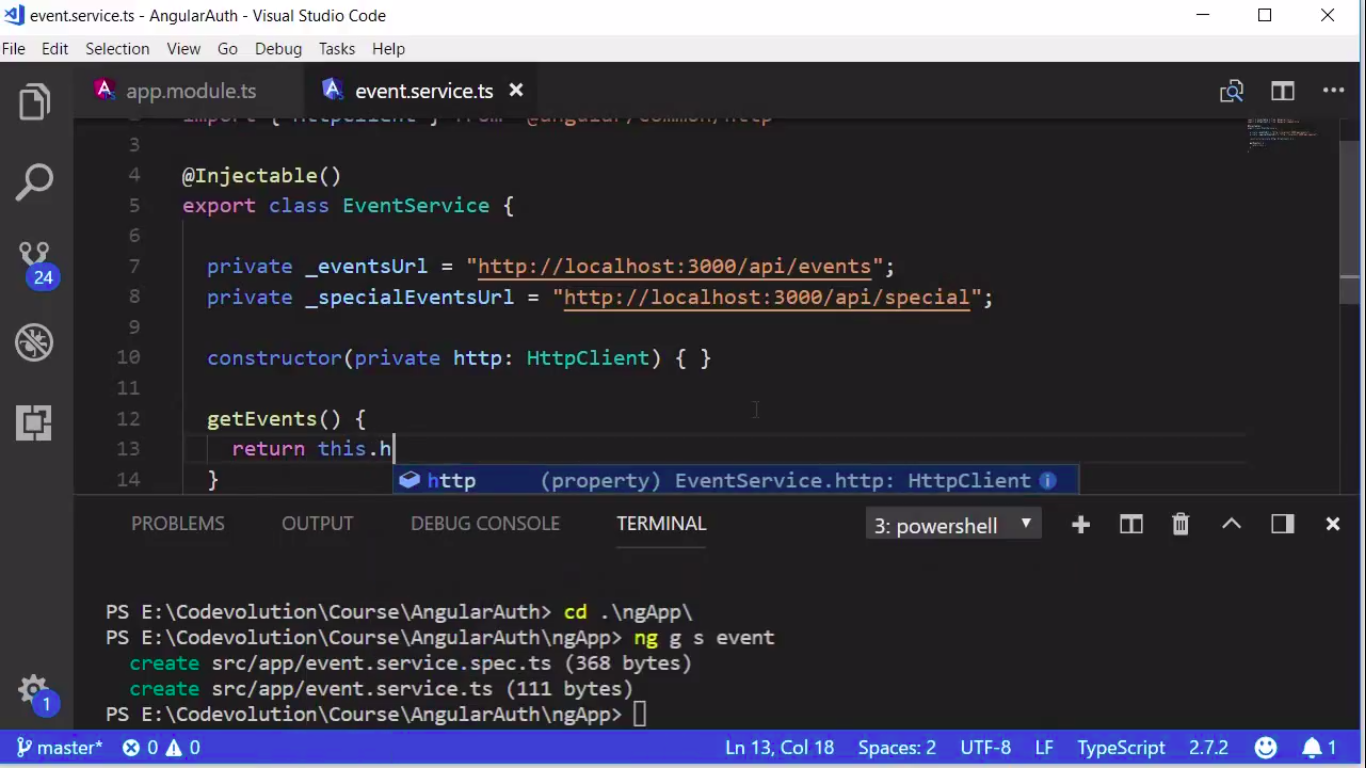 event.service.ts - AngularAuth - Visual Studio Code
File Edit Selection View Go Debug Tasks Help
app.module.ts event.service.ts
import { HttpClient } from '@angular/common/http'
3
4 @Injectable()
5 export class EventService {
6
7 private _eventsUrl = "http://localhost:3000/api/events";
8 private _specialEventsUrl = "http://localhost:3000/api/special";
9
10 constructor(private http: HttpClient) { }
11
12 getEvents() {
13 return this.h
http (property) EventService.http: HttpClient
14 }
24
PROBLEMS OUTPUT DEBUG CONSOLE TERMINAL 3: powershell
PS E:\Codevolution\Course\AngularAuth> cd .\ngApp\
PS E:\Codevolution\Course\AngularAuth\ngApp> ng g s event
create src/app/event.service.spec.ts (368 bytes)
create src/app/event.service.ts (111 bytes)
PS E:\Codevolution\Course\AngularAuth\ngApp>
1
master* 0 0 Ln 13, Col 18 Spaces: 2 UTF-8 LF TypeScript 2.7.2 1